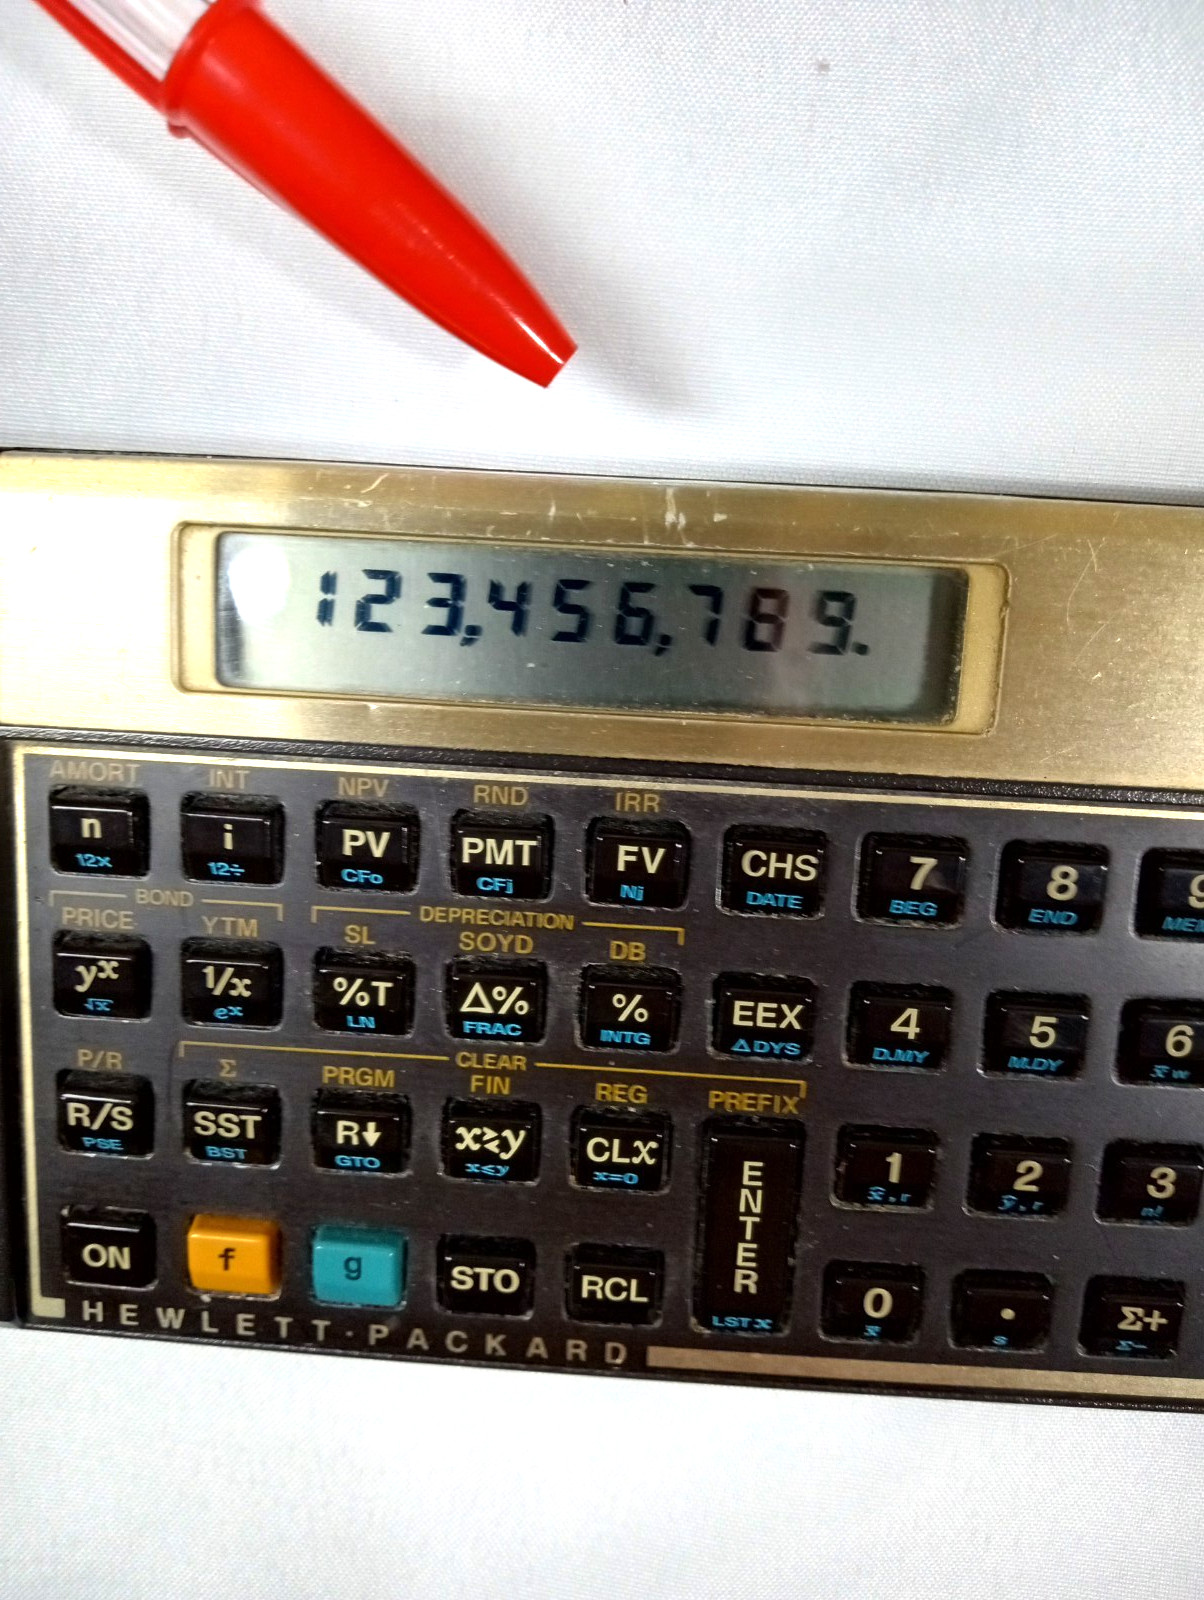 123,456,789.
AMORT INT NPV RND IRR
n i PV PMT FV CHS 7 8 9
12x 12÷ CFo CFj Nj DATE BEG END
BOND DEPRECIATION
PRICE YTM SL SOYD DB
yˣ 1/x %T Δ% % EEX 4 5 6
√x eˣ LN FRAC INTG ΔDYS D.MY M.DY x̄w
CLEAR
P/R Σ PRGM FIN REG PREFIX
R/S SST R↓ x≷y CLx ENTER 1 2 3
PSE BST GTO x≤y x=0 x̂,r ŷ,r n!
ON f g STO RCL 0 . Σ+
LSTx x̄ s Σ−
HEWLETT·PACKARD